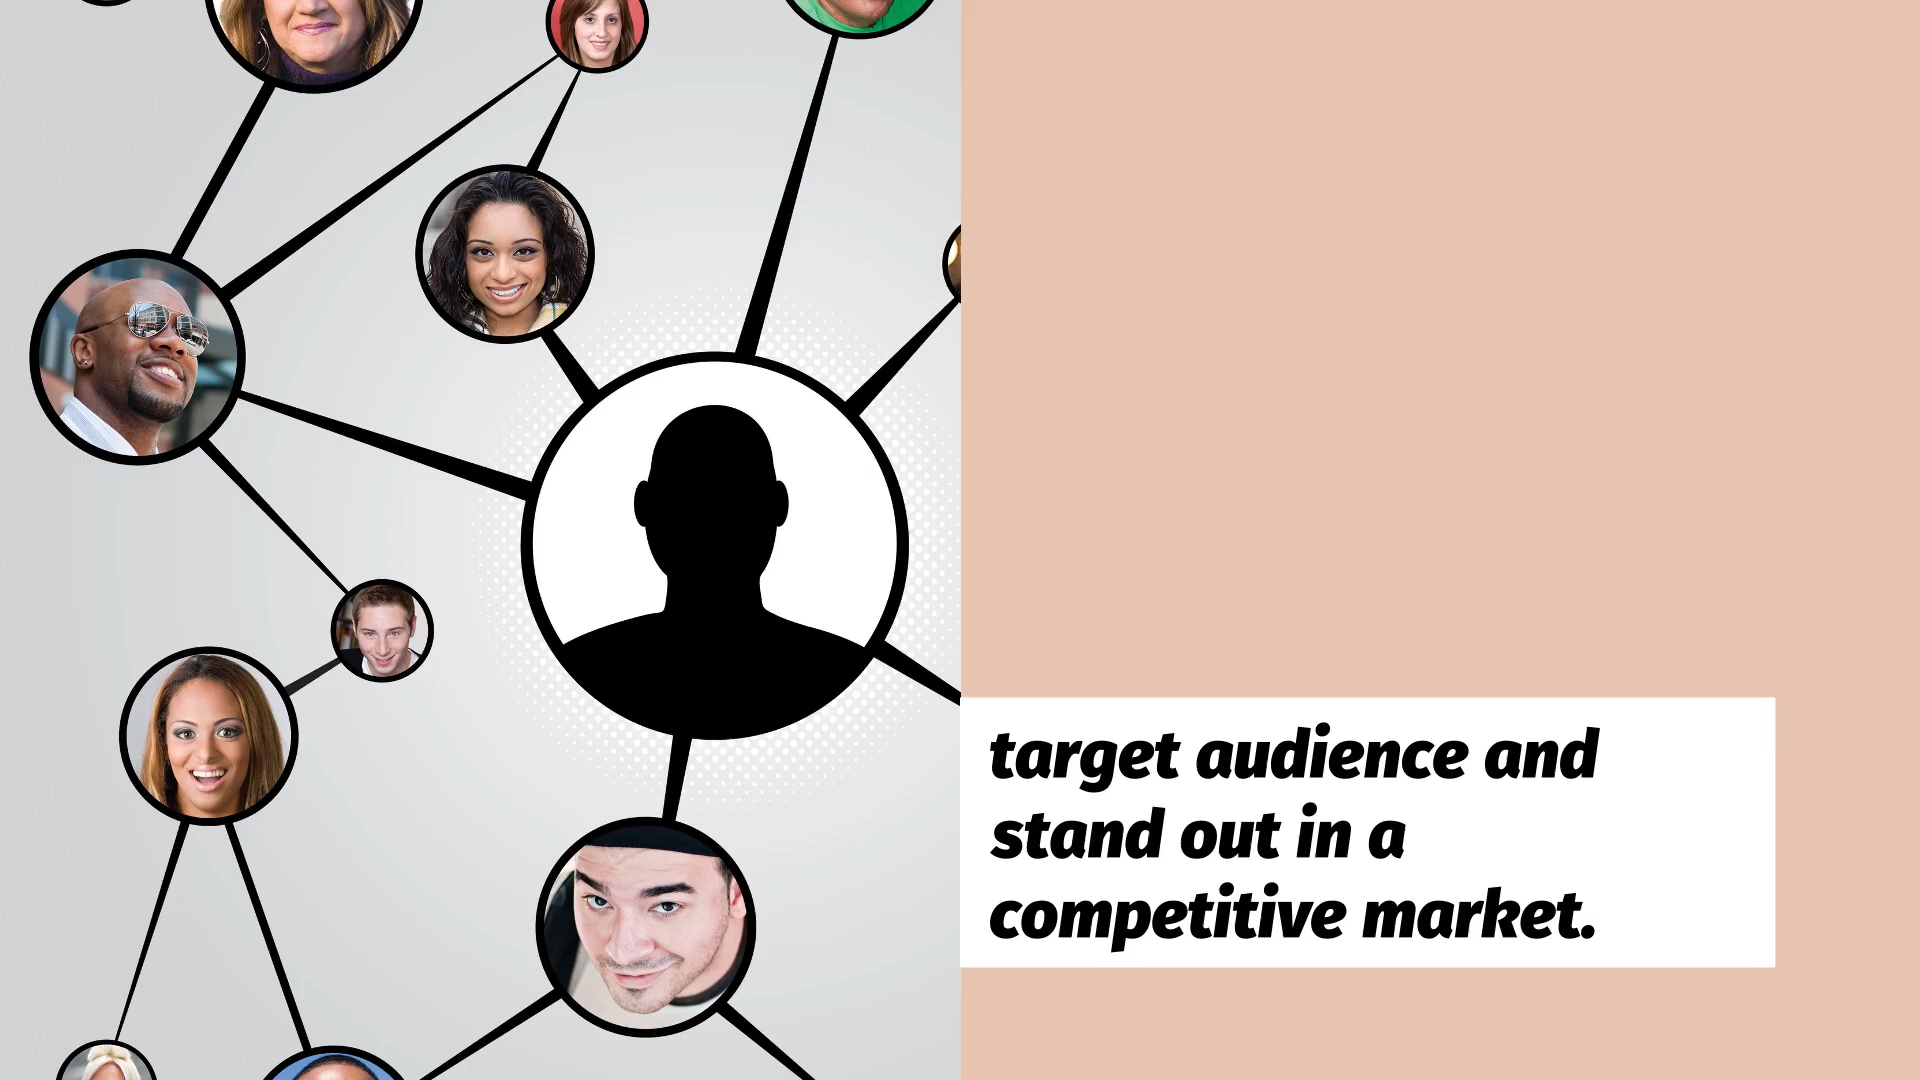 target audience and
stand out in a
competitive market.